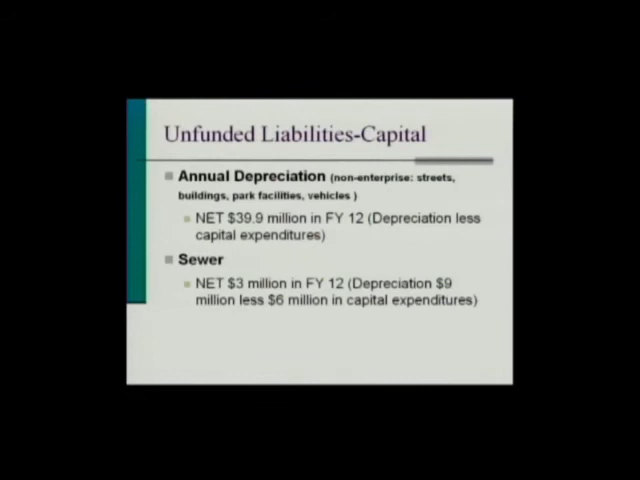 Unfunded Liabilities-Capital
Annual Depreciation (non-enterprise: streets,
buildings, park facilities, vehicles )
NET $39.9 million in FY 12 (Depreciation less
capital expenditures)
Sewer
NET $3 million in FY 12 (Depreciation $9
million less $6 million in capital expenditures)